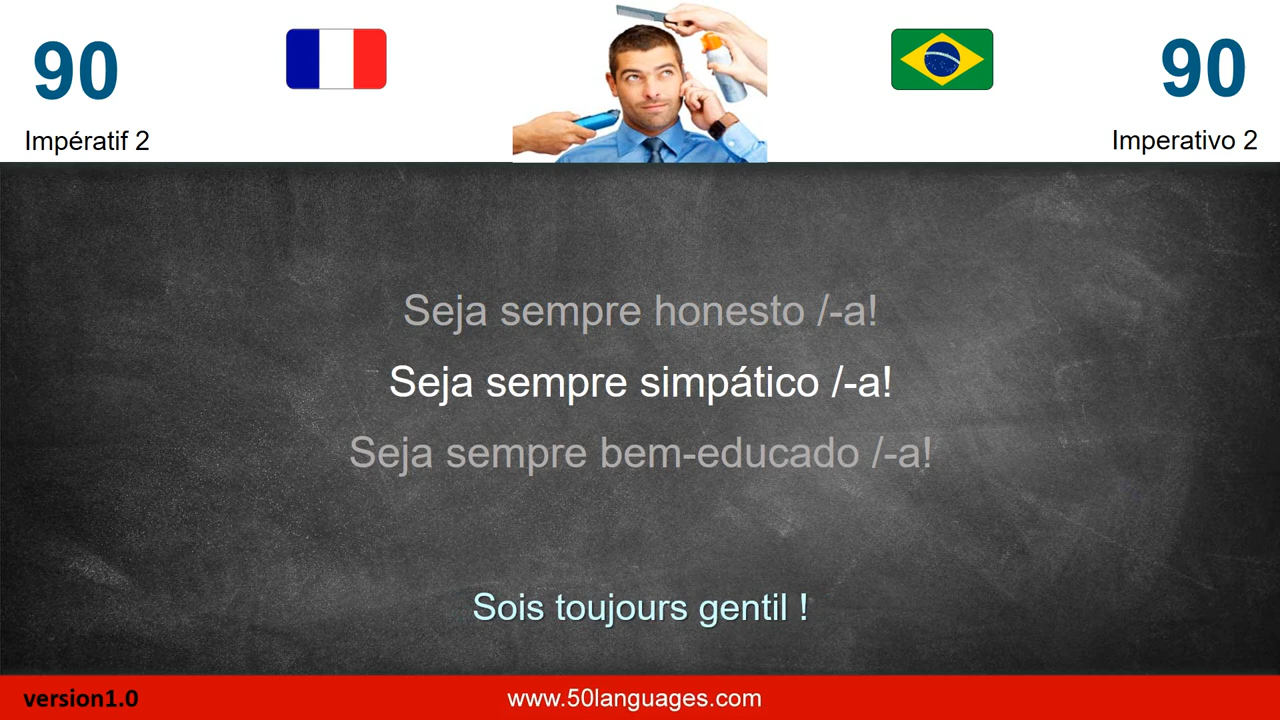 90
Impératif 2
90
Imperativo 2
Seja sempre honesto /-a!
Seja sempre simpático /-a!
Seja sempre bem-educado /-a!
Sois toujours gentil !
version1.0
www.50languages.com